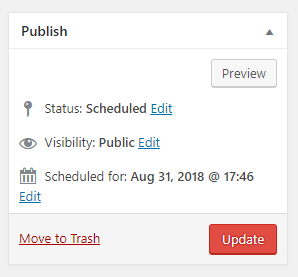 Publish
Preview
Status: Scheduled Edit
Visibility: Public Edit
Scheduled for: Aug 31, 2018 @ 17:46
Edit
Move to Trash
Update